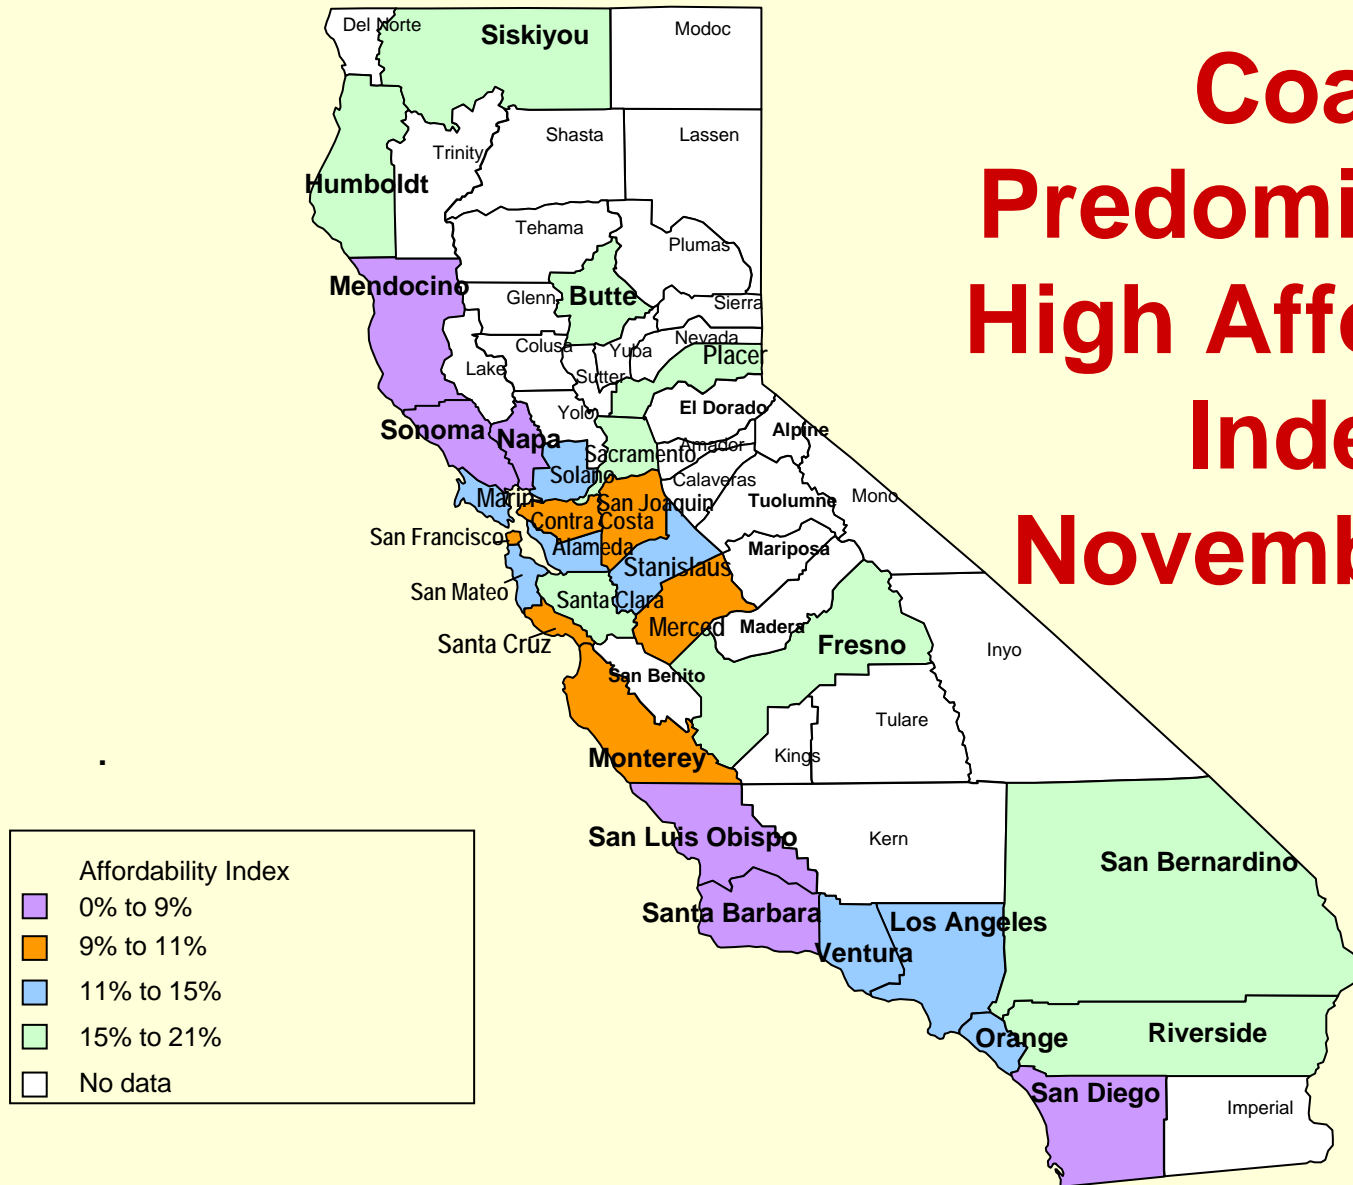 Coa
Predomi
High Affo
Inde
Novemb
Del Norte
Siskiyou
Modoc
Shasta
Lassen
Trinity
Humboldt
Tehama
Plumas
Mendocino
Glenn
Butte
Sierra
Colusa
Yuba
Nevada
Placer
Lake
Sutter
El Dorado
Yolo
Sonoma
Napa
Alpine
Sacramento
Amador
Solano
Calaveras
Marin
San Joaquin
Tuolumne
Mono
Contra Costa
San Francisco
Alameda
Mariposa
Stanislaus
San Mateo
Santa Clara
Merced
Madera
Santa Cruz
Fresno
Inyo
San Benito
Tulare
Monterey
Kings
.
San Luis Obispo
Kern
San Bernardino
Santa Barbara
Los Angeles
Ventura
Orange
Riverside
San Diego
Imperial
Affordability Index
0% to 9%
9% to 11%
11% to 15%
15% to 21%
No data